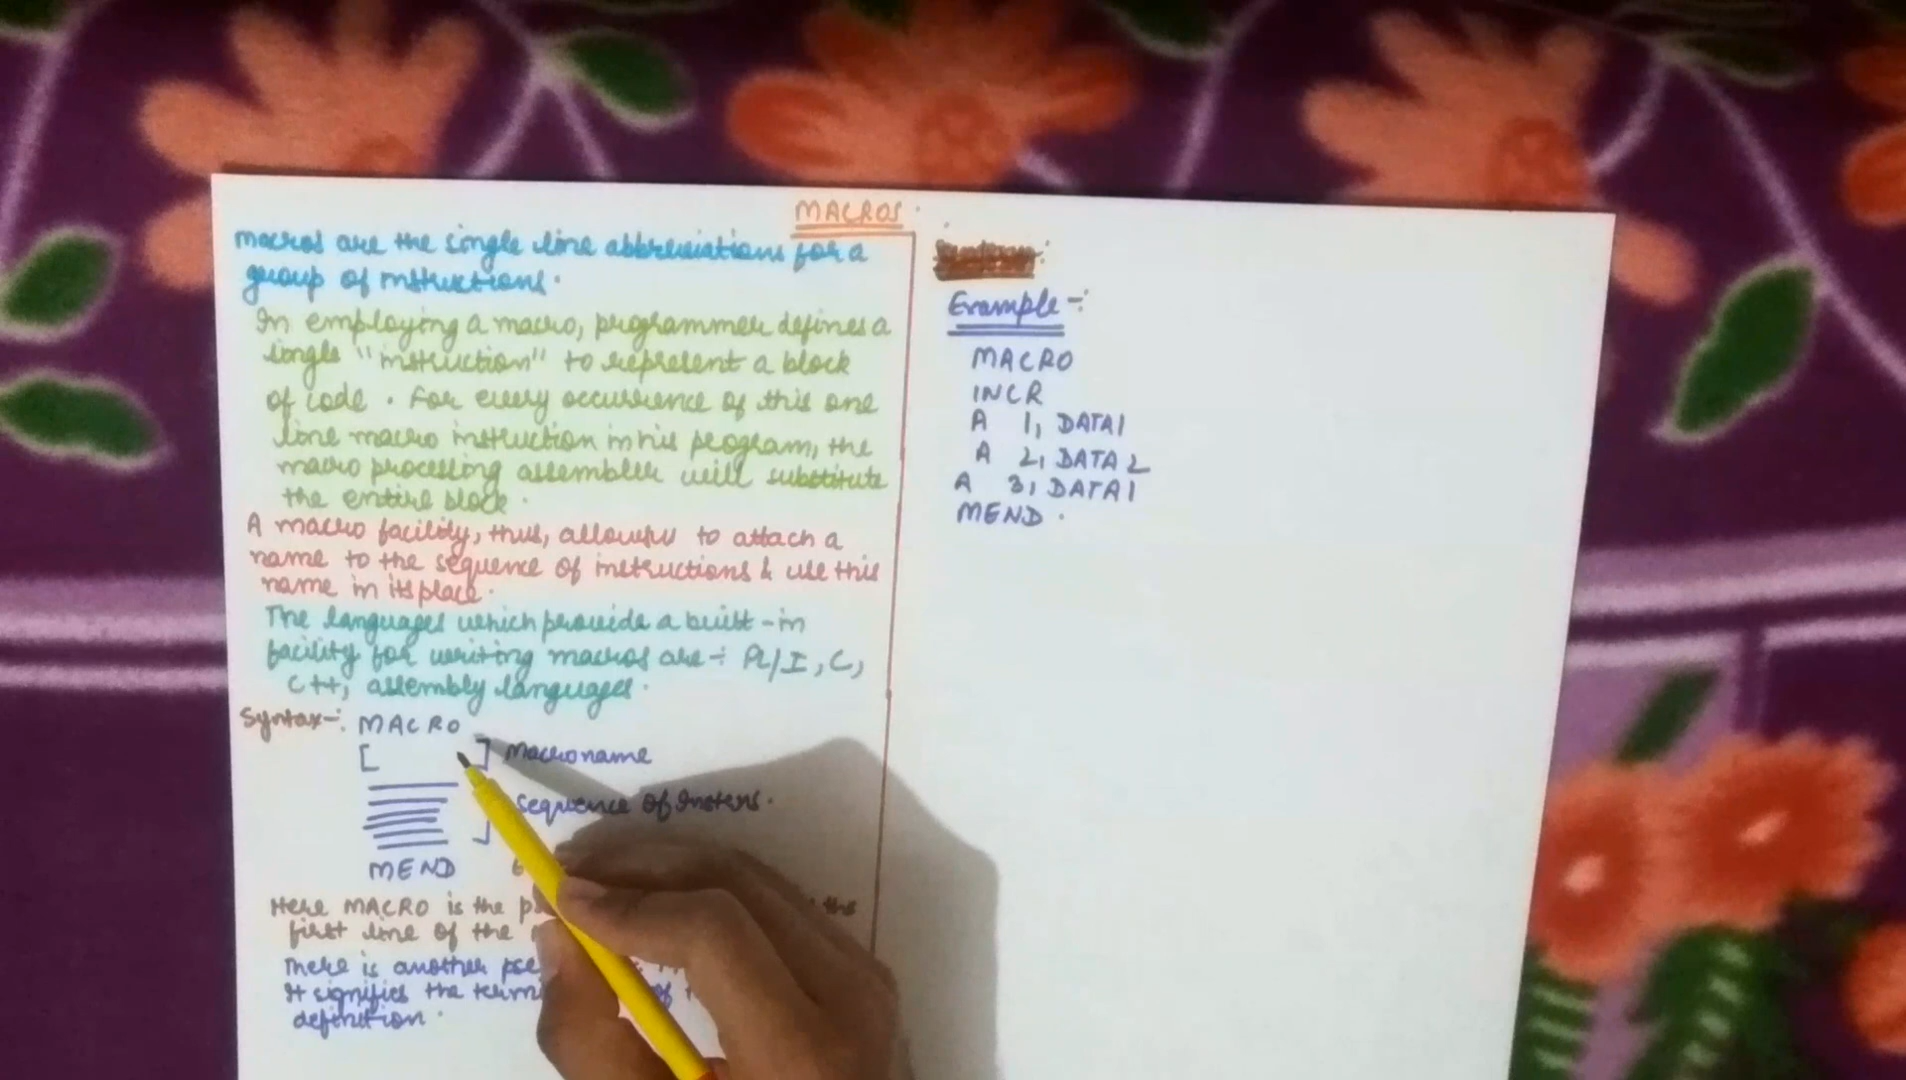 MACROS.
Macros are the single line abbreviations for a
group of instructions.
In employing a macro, programmer defines a
single "instruction" to represent a block
of code. For every occurrence of this one
line macro instruction in his program, the
macro processing assembler will substitute
the entire block.
A macro facility, thus, allows to attach a
name to the sequence of instructions & use this
name in its place.
The languages which provide a built-in
facility for writing macros are -: PL/I, C,
C++, assembly languages.
Syntax-: MACRO
[ ] Macro name
sequence of
MEND
Here MACRO is the the
first line of the
There is another
It signifies the of
definition.
Example -:
MACRO
INCR
A 1, DATA1
A 2, DATA2
A 3, DATA1
MEND.